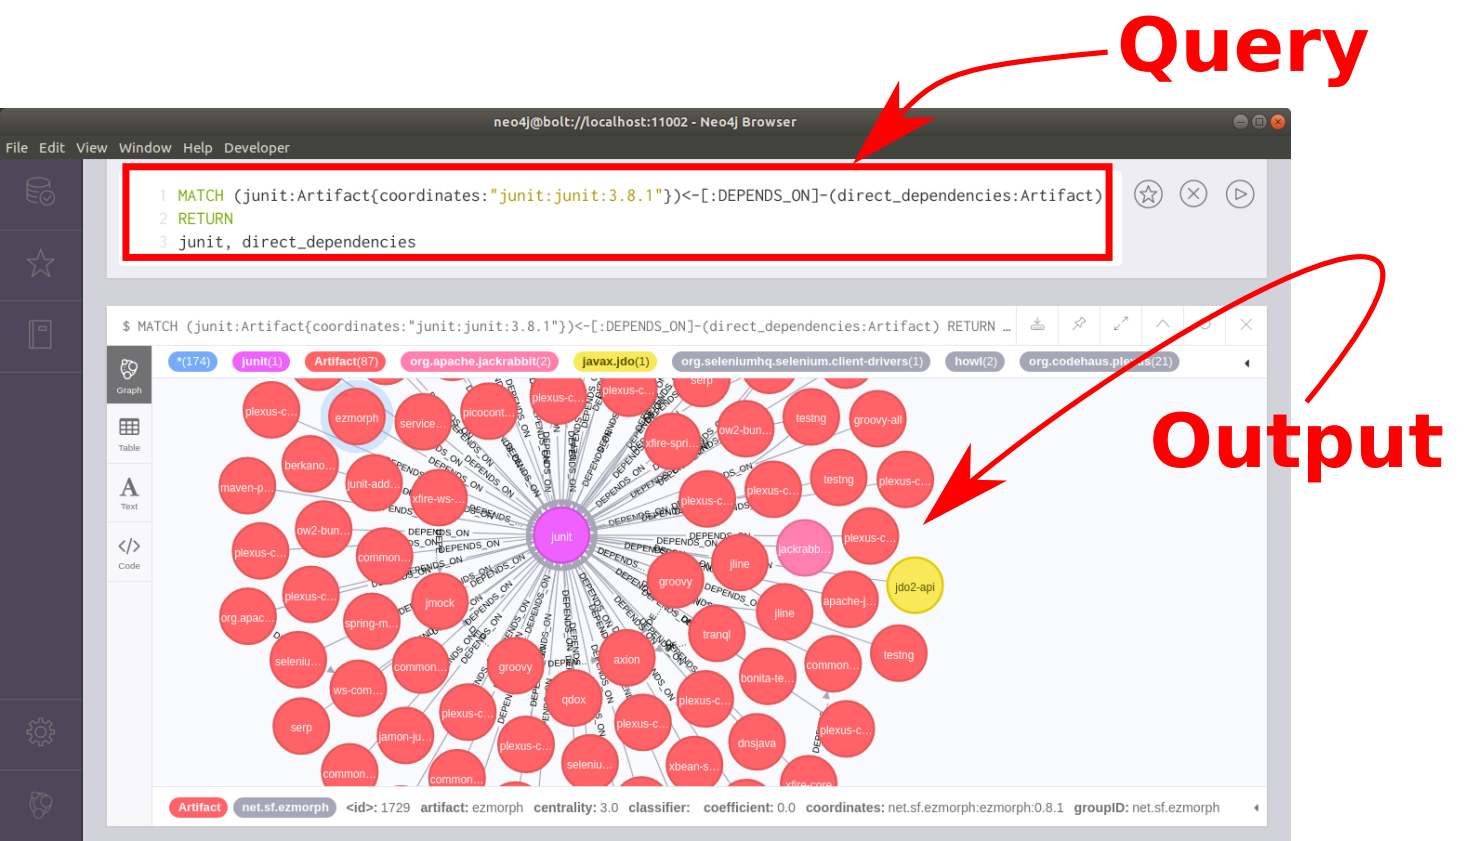 Query
neo4j@bolt://localhost:11002 - Neo4j Browser
File Edit View Window Help Developer
1 MATCH (junit:Artifact{coordinates:"junit:junit:3.8.1"})<-[:DEPENDS_ON]-(direct_dependencies:Artifact)
2 RETURN
3 junit, direct_dependencies
$ MATCH (junit:Artifact{coordinates:"junit:junit:3.8.1"})<-[:DEPENDS_ON]-(direct_dependencies:Artifact) RETURN …
*(174) junit(1) Artifact(87) org.apache.jackrabbit(2) javax.jdo(1) org.seleniumhq.selenium.client-drivers(1) howl(2) org.codehaus.plexus(21)
Graph
Table
Text
Code
Output
serp
plexus-c…
plexus-c…
plexus-c…
ezmorph
service…
picocont…
testng
groovy-all
ow2-bun…
xfire-spri…
berkano…
junit-add…
maven-p…
xfire-ws-…
plexus-c…
plexus-c…
testng
plexus-c…
ow2-bun…
junit
DEPENDS_ON
plexus-c…
common…
DEPENDS_ON
jackrabb…
plexus-c…
jline
groovy
jdo2-api
plexus-c…
jmock
apache-j…
jline
org.apac…
spring-m…
tranql
seleniu…
common…
groovy
axion
common…
testng
bonita-te…
ws-com…
qdox
plexus-c…
plexus-c…
plexus-c…
serp
jamon-ju…
plexus-c…
dnsjava
plexus-c…
seleniu…
xbean-s…
common…
common…
xfire-core
Artifact net.sf.ezmorph <id>: 1729 artifact: ezmorph centrality: 3.0 classifier: coefficient: 0.0 coordinates: net.sf.ezmorph:ezmorph:0.8.1 groupID: net.sf.ezmorph